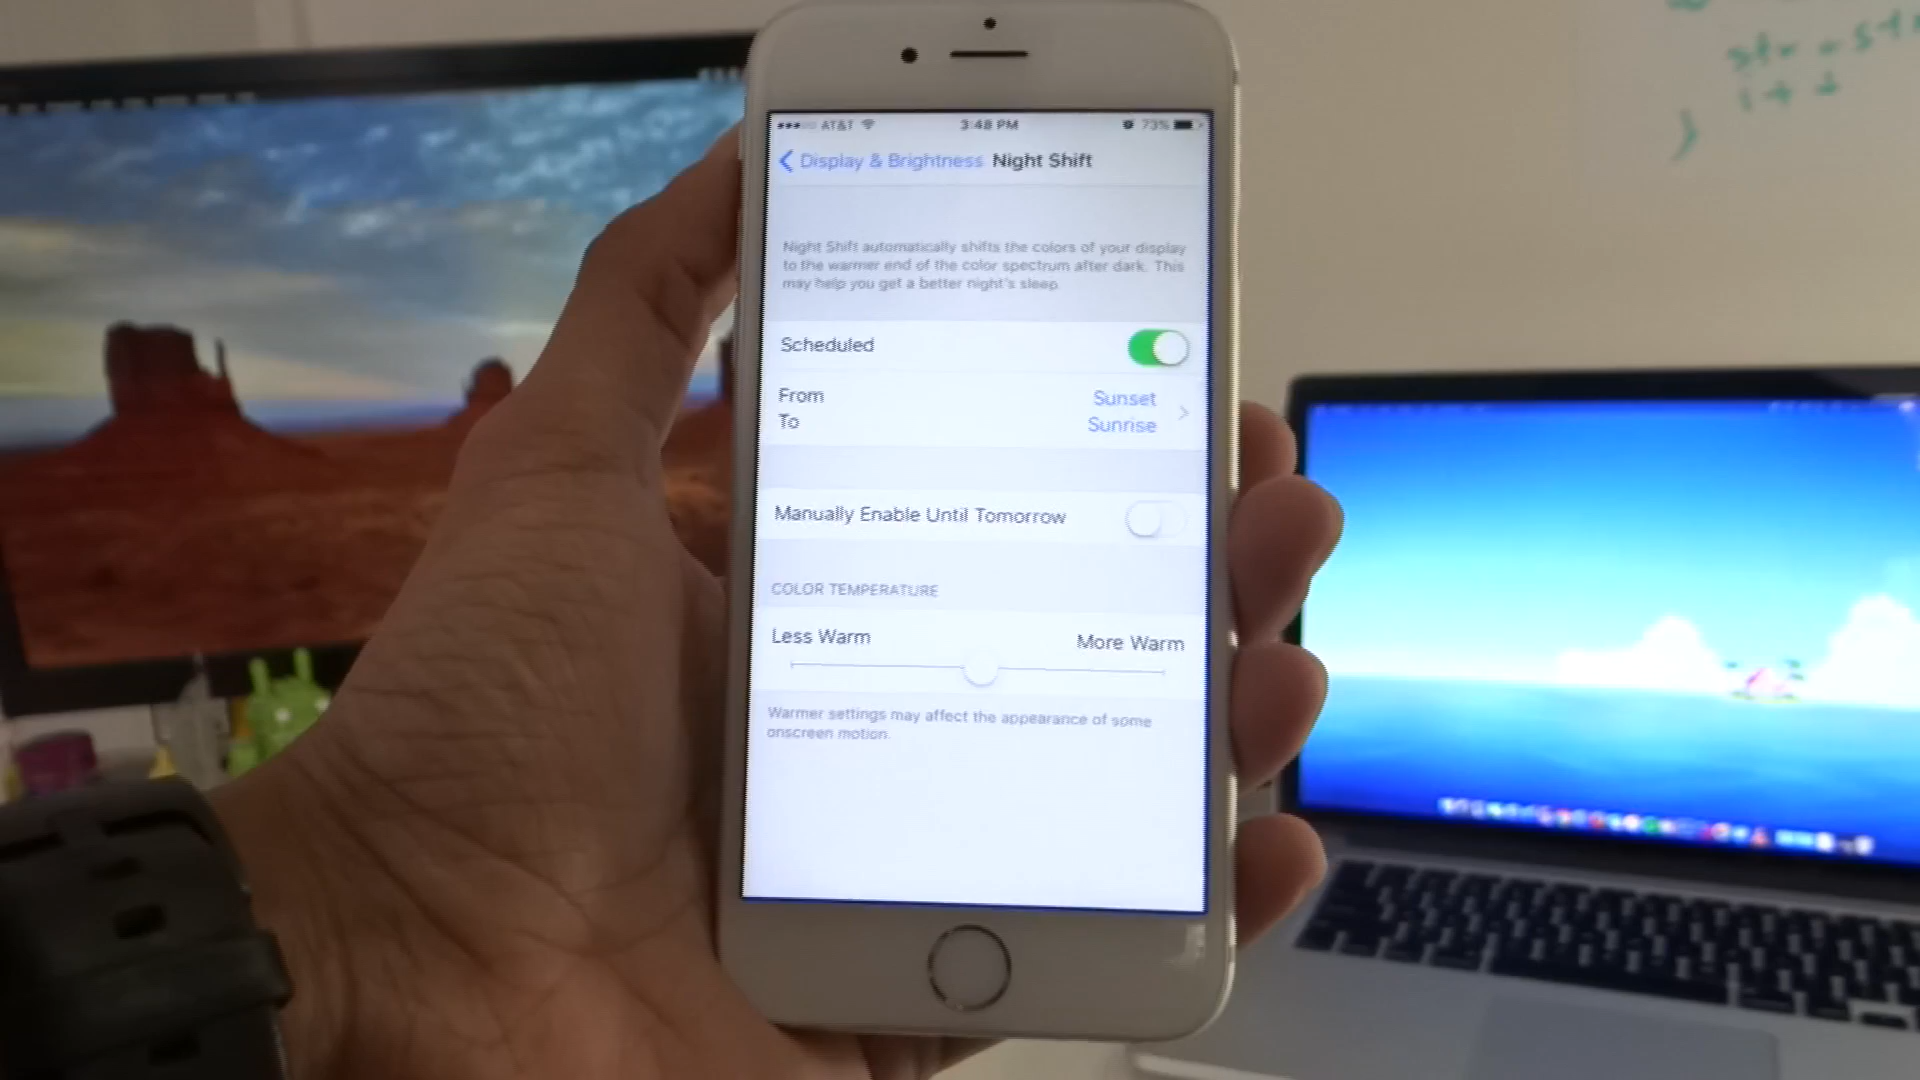 AT&T 3:48 PM 73%
Display & Brightness Night Shift
Night Shift automatically shifts the colors of your display
to the warmer end of the color spectrum after dark. This
may help you get a better night's sleep.
Scheduled
From Sunset
To Sunrise
Manually Enable Until Tomorrow
COLOR TEMPERATURE
Less Warm More Warm
Warmer settings may affect the appearance of some
onscreen motion.
str
i++
}